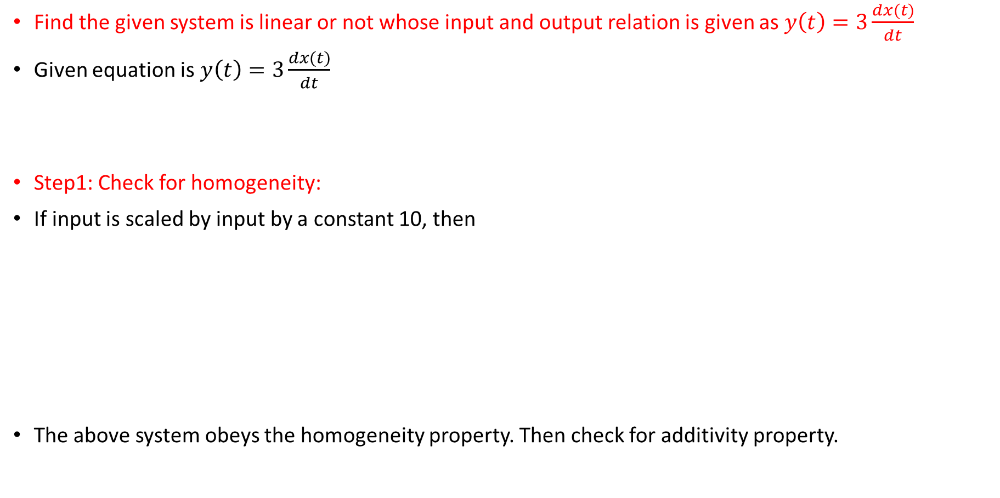 • Find the given system is linear or not whose input and output relation is given as y(t) = 3 dx(t)/dt
• Given equation is y(t) = 3 dx(t)/dt
• Step1: Check for homogeneity:
• If input is scaled by input by a constant 10, then
• The above system obeys the homogeneity property. Then check for additivity property.